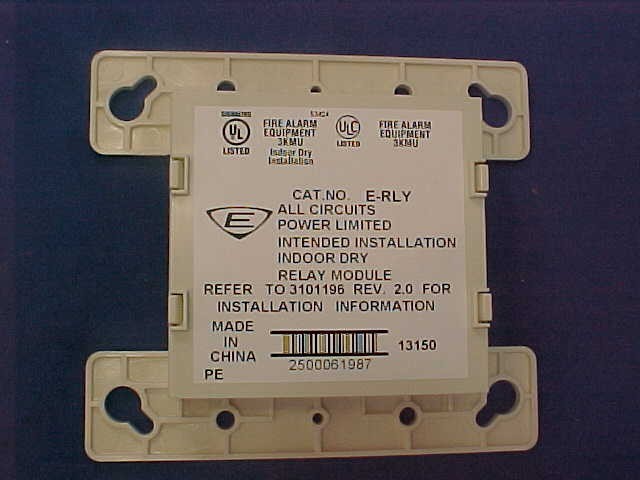 S3424
UL
LISTED
FIRE ALARM
EQUIPMENT
3KMU
Indoor Dry
Installation
ULC
LISTED
FIRE ALARM
EQUIPMENT
3KMU
CAT.NO. E-RLY
E
ALL CIRCUITS
POWER LIMITED
INTENDED INSTALLATION
INDOOR DRY
RELAY MODULE
REFER TO 3101196 REV. 2.0 FOR
INSTALLATION INFORMATION
MADE
IN
CHINA
PE
2500061987
13150